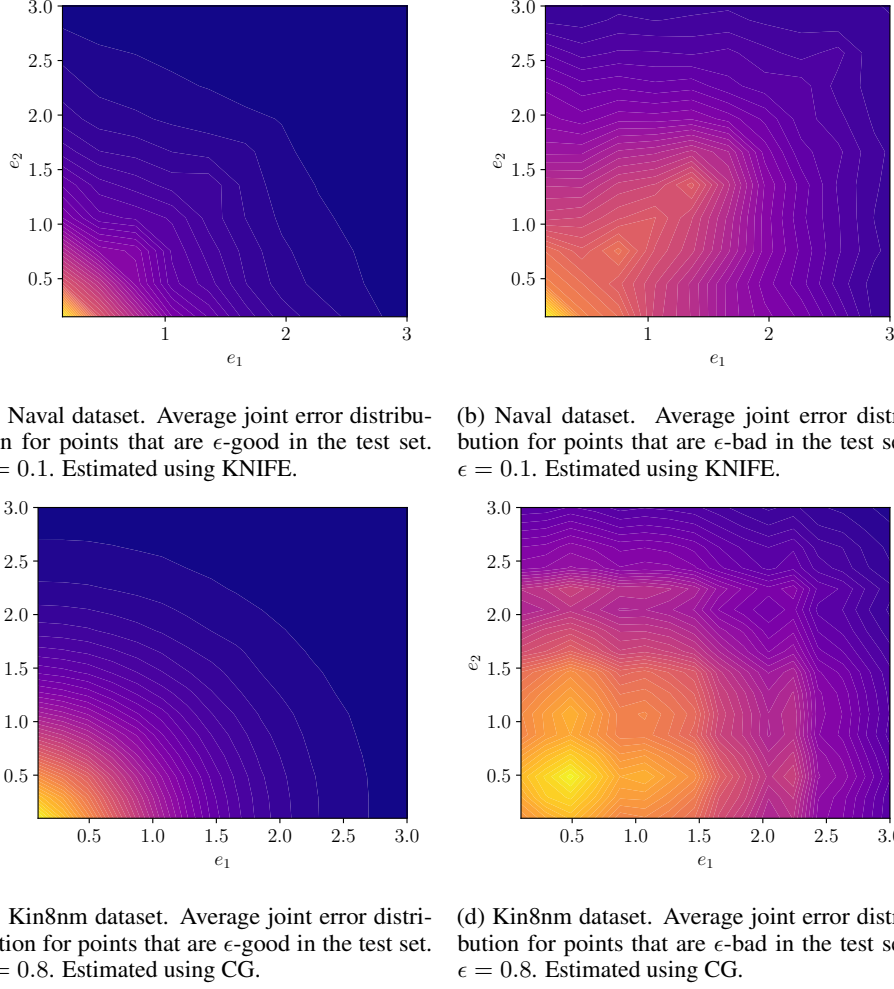 3.0
2.5
2.0
1.5
1.0
0.5
e₂
1
2
3
e₁
3.0
2.5
2.0
1.5
1.0
0.5
e₂
1
2
3
e₁
Naval dataset. Average joint error distribu-
n for points that are ϵ-good in the test set.
= 0.1. Estimated using KNIFE.
(b) Naval dataset. Average joint error dist
bution for points that are ϵ-bad in the test s
ϵ = 0.1. Estimated using KNIFE.
3.0
2.5
2.0
1.5
1.0
0.5
0.5
1.0
1.5
2.0
2.5
3.0
e₁
3.0
2.5
2.0
1.5
1.0
0.5
e₂
0.5
1.0
1.5
2.0
2.5
3.
e₁
Kin8nm dataset. Average joint error distri-
tion for points that are ϵ-good in the test set.
= 0.8. Estimated using CG.
(d) Kin8nm dataset. Average joint error dist
bution for points that are ϵ-bad in the test s
ϵ = 0.8. Estimated using CG.